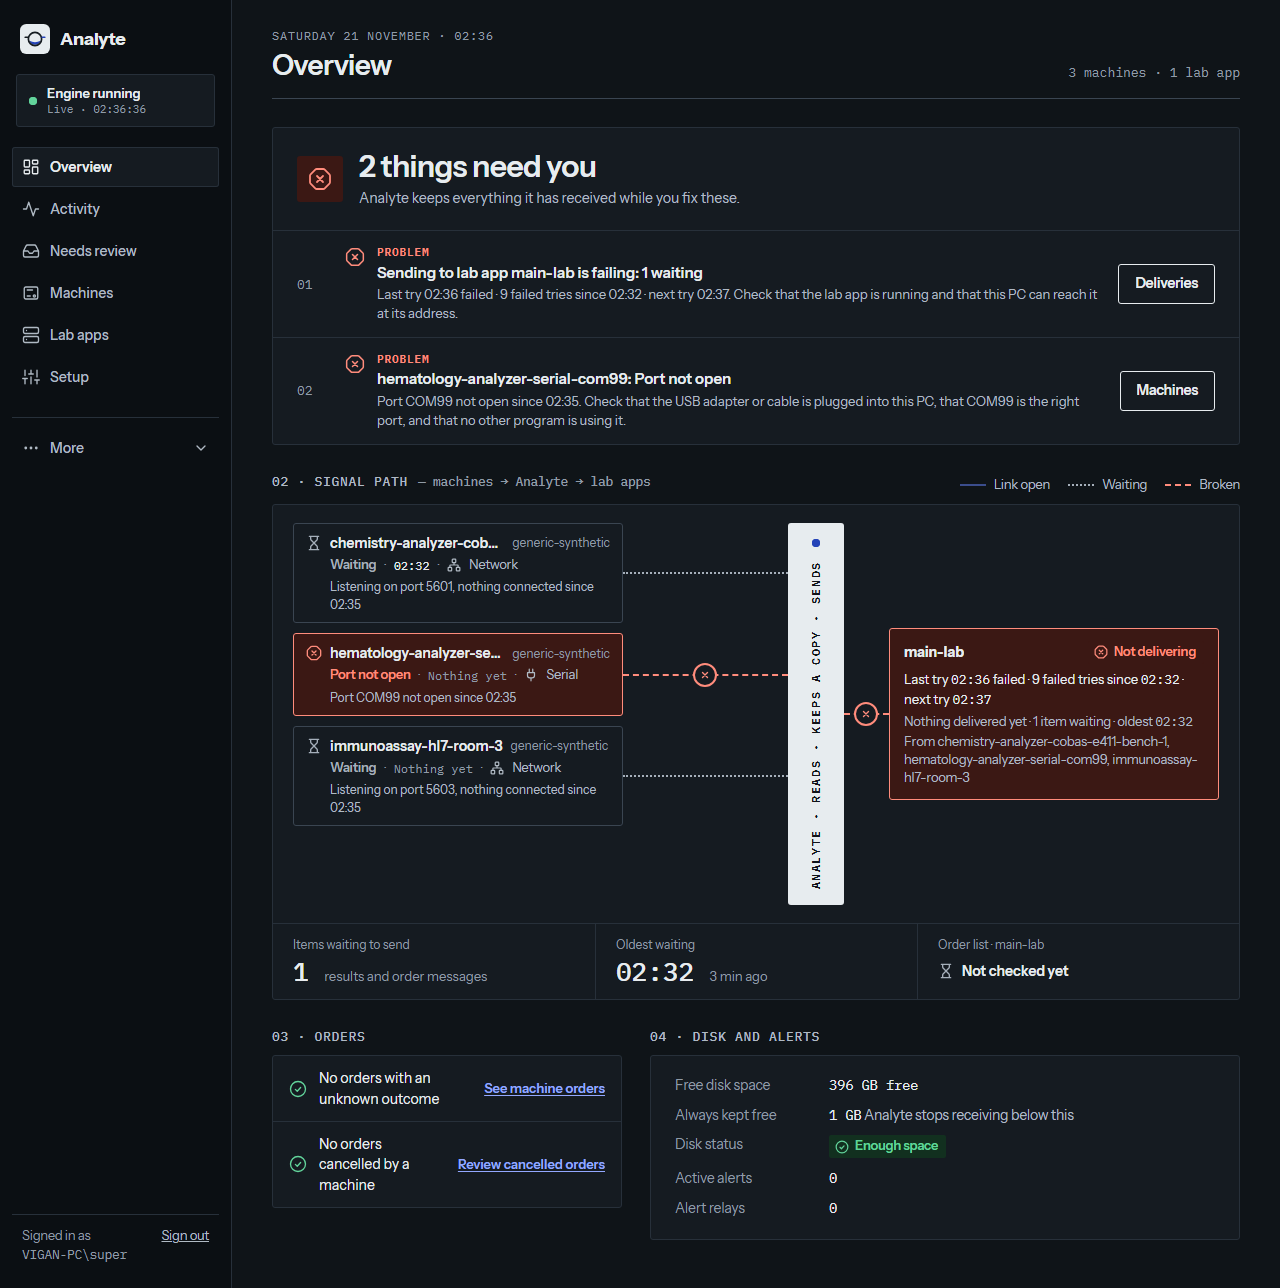 Analyte
Engine running
Live · 02:36:36
Overview
Activity
Needs review
Machines
Lab apps
Setup
More
Signed in as
Sign out
VIGAN-PC\super
SATURDAY 21 NOVEMBER · 02:36
Overview
3 machines · 1 lab app
2 things need you
Analyte keeps everything it has received while you fix these.
01
PROBLEM
Sending to lab app main-lab is failing: 1 waiting
Last try 02:36 failed · 9 failed tries since 02:32 · next try 02:37. Check that the lab app is running and that this PC can reach it
at its address.
Deliveries
02
PROBLEM
hematology-analyzer-serial-com99: Port not open
Port COM99 not open since 02:35. Check that the USB adapter or cable is plugged into this PC, that COM99 is the right
port, and that no other program is using it.
Machines
02 · SIGNAL PATH — machines → Analyte → lab apps
Link open
Waiting
Broken
chemistry-analyzer-cob... generic-synthetic
Waiting · 02:32 · Network
Listening on port 5601, nothing connected since
02:35
hematology-analyzer-se... generic-synthetic
Port not open · Nothing yet · Serial
Port COM99 not open since 02:35
immunoassay-hl7-room-3 generic-synthetic
Waiting · Nothing yet · Network
Listening on port 5603, nothing connected since
02:35
ANALYTE · READS · KEEPS A COPY · SENDS
main-lab
Not delivering
Last try 02:36 failed · 9 failed tries since 02:32 ·
next try 02:37
Nothing delivered yet · 1 item waiting · oldest 02:32
From chemistry-analyzer-cobas-e411-bench-1,
hematology-analyzer-serial-com99, immunoassay-
hl7-room-3
Items waiting to send
1 results and order messages
Oldest waiting
02:32 3 min ago
Order list · main-lab
Not checked yet
03 · ORDERS
No orders with an
unknown outcome
See machine orders
No orders
cancelled by a
machine
Review cancelled orders
04 · DISK AND ALERTS
Free disk space 396 GB free
Always kept free 1 GB Analyte stops receiving below this
Disk status Enough space
Active alerts 0
Alert relays 0